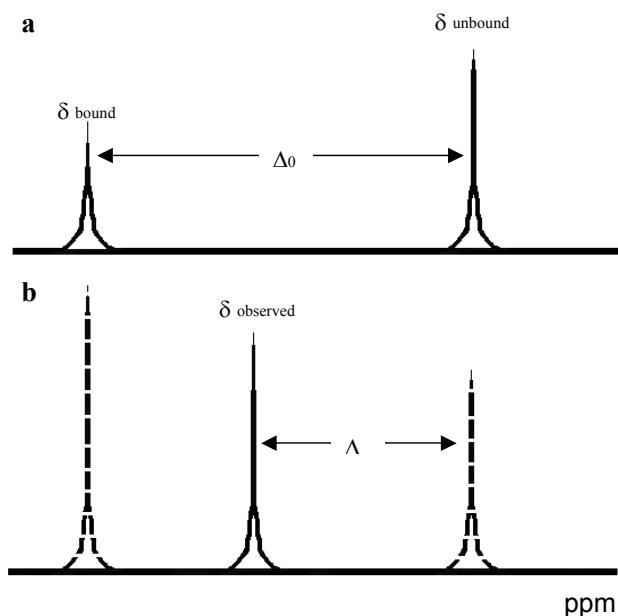 a
δ unbound
δ bound
Δ0
b
δ observed
Λ
ppm